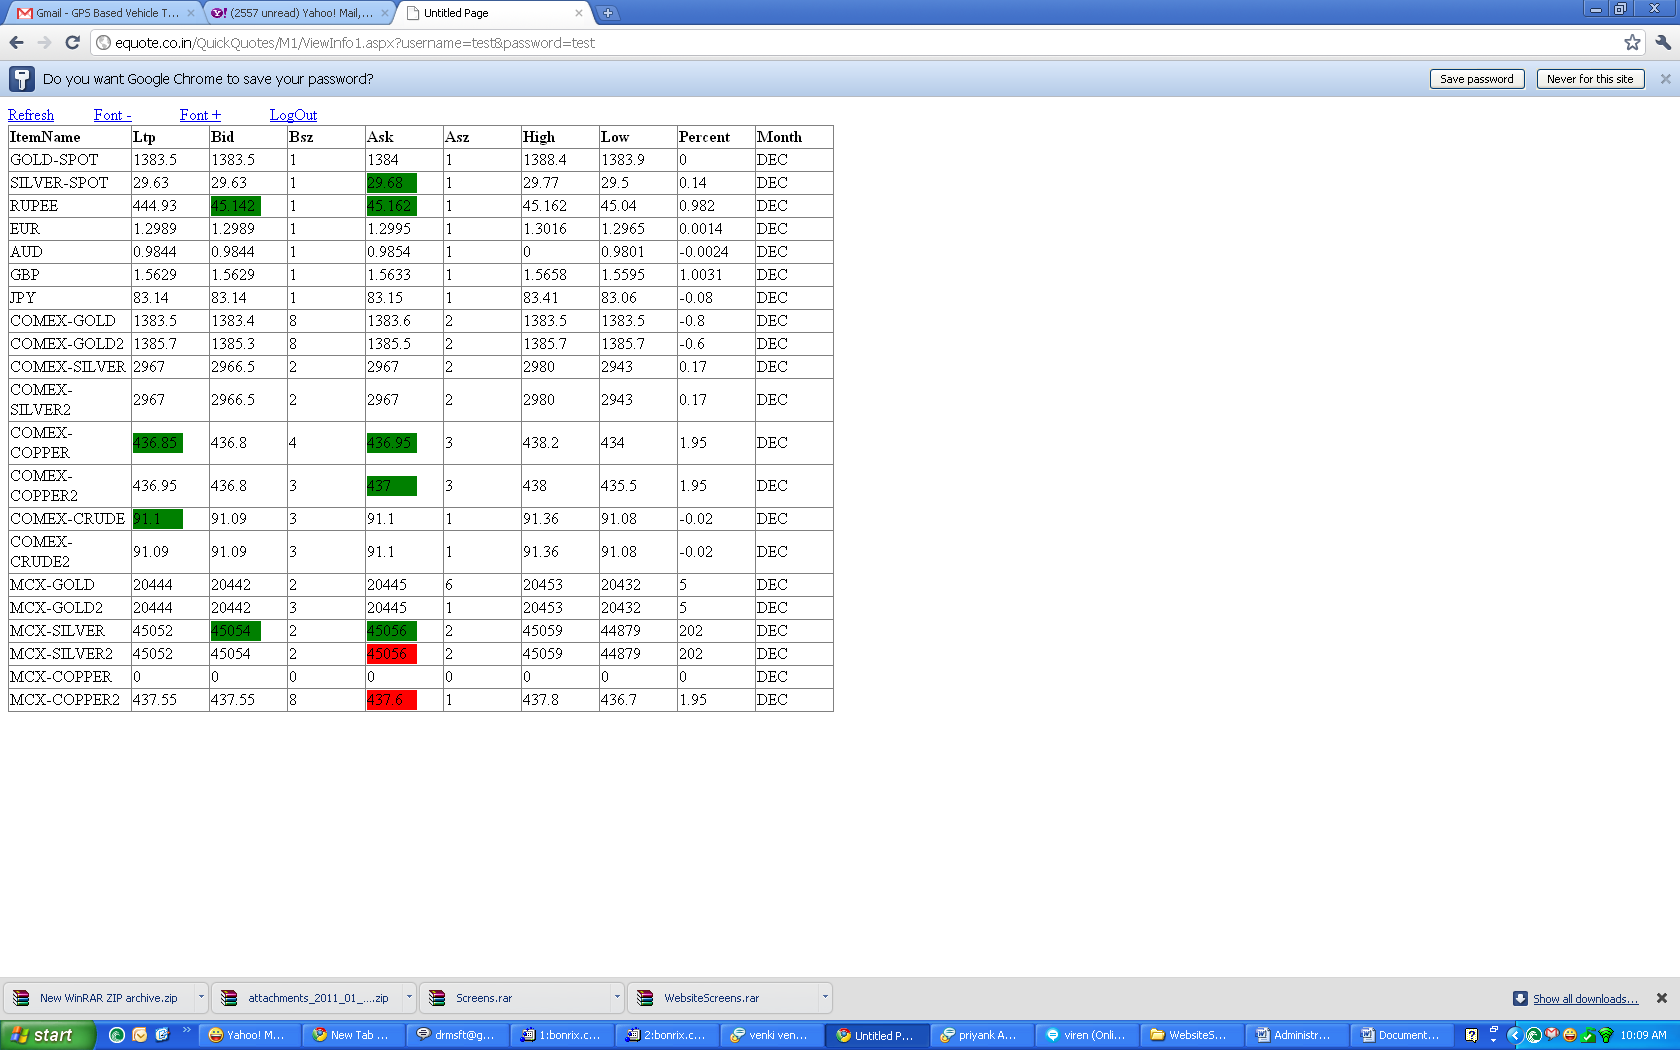 Gmail - GPS Based Vehicle T...
(2557 unread) Yahoo! Mail,...
Untitled Page
equote.co.in/QuickQuotes/M1/ViewInfo1.aspx?username=test&password=test
Do you want Google Chrome to save your password?
Save password
Never for this site
Refresh Font - Font + LogOut
ItemName Ltp Bid Bsz Ask Asz High Low Percent Month
GOLD-SPOT 1383.5 1383.5 1 1384 1 1388.4 1383.9 0 DEC
SILVER-SPOT 29.63 29.63 1 29.68 1 29.77 29.5 0.14 DEC
RUPEE 444.93 45.142 1 45.162 1 45.162 45.04 0.982 DEC
EUR 1.2989 1.2989 1 1.2995 1 1.3016 1.2965 0.0014 DEC
AUD 0.9844 0.9844 1 0.9854 1 0 0.9801 -0.0024 DEC
GBP 1.5629 1.5629 1 1.5633 1 1.5658 1.5595 1.0031 DEC
JPY 83.14 83.14 1 83.15 1 83.41 83.06 -0.08 DEC
COMEX-GOLD 1383.5 1383.4 8 1383.6 2 1383.5 1383.5 -0.8 DEC
COMEX-GOLD2 1385.7 1385.3 8 1385.5 2 1385.7 1385.7 -0.6 DEC
COMEX-SILVER 2967 2966.5 2 2967 2 2980 2943 0.17 DEC
COMEX-
SILVER2 2967 2966.5 2 2967 2 2980 2943 0.17 DEC
COMEX-
COPPER 436.85 436.8 4 436.95 3 438.2 434 1.95 DEC
COMEX-
COPPER2 436.95 436.8 3 437 3 438 435.5 1.95 DEC
COMEX-CRUDE 91.1 91.09 3 91.1 1 91.36 91.08 -0.02 DEC
COMEX-
CRUDE2 91.09 91.09 3 91.1 1 91.36 91.08 -0.02 DEC
MCX-GOLD 20444 20442 2 20445 6 20453 20432 5 DEC
MCX-GOLD2 20444 20442 3 20445 1 20453 20432 5 DEC
MCX-SILVER 45052 45054 2 45056 2 45059 44879 202 DEC
MCX-SILVER2 45052 45054 2 45056 2 45059 44879 202 DEC
MCX-COPPER 0 0 0 0 0 0 0 0 DEC
MCX-COPPER2 437.55 437.55 8 437.6 1 437.8 436.7 1.95 DEC
New WinRAR ZIP archive.zip
attachments_2011_01_....zip
Screens.rar
WebsiteScreens.rar
Show all downloads...
start
Yahoo! M...
New Tab ...
drmsft@g...
1:bonrix.c...
2:bonrix.c...
venki ven...
Untitled P...
priyank A...
viren (Onli...
WebsiteS...
Administr...
Document...
10:09 AM